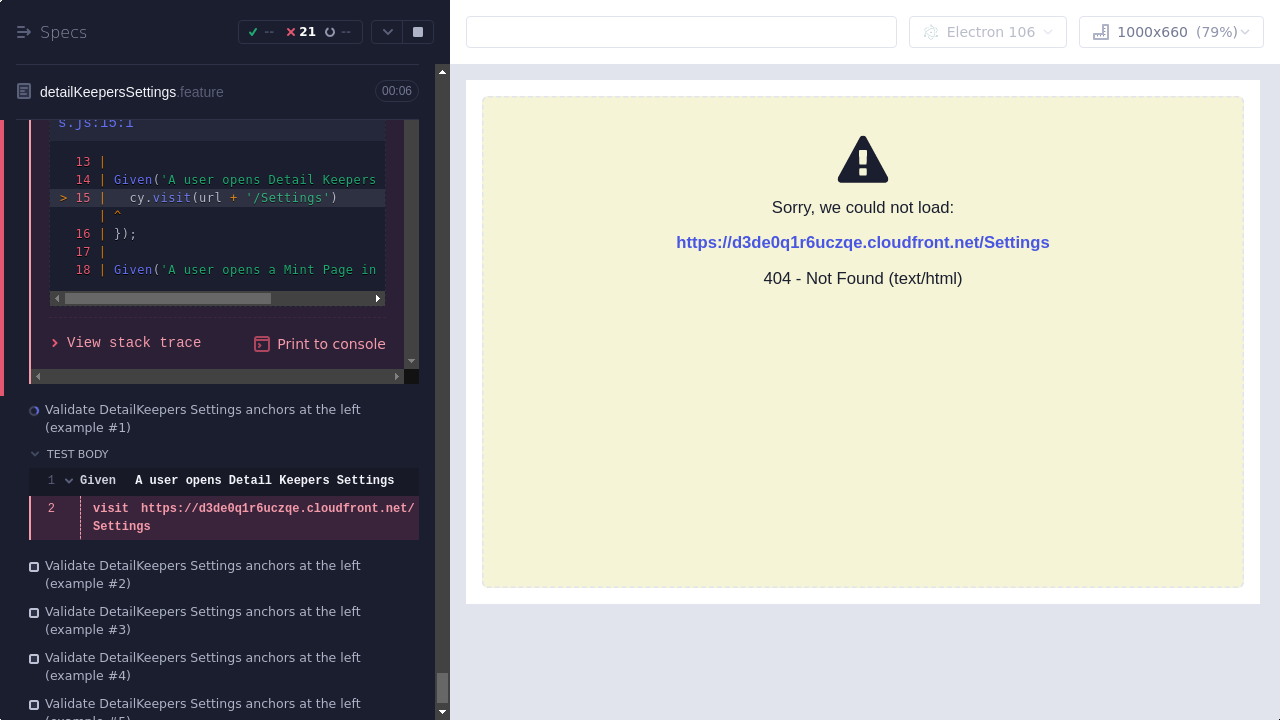 Specs
--
21
--
Electron 106
1000x660 (79%)
detailKeepersSettings.feature
00:06
s.js:15:1
13 |
14 | Given('A user opens Detail Keepers
> 15 |   cy.visit(url + '/Settings')
| ^
16 | });
17 |
18 | Given('A user opens a Mint Page in
View stack trace
Print to console
Validate DetailKeepers Settings anchors at the left
(example #1)
TEST BODY
1 Given A user opens Detail Keepers Settings
2 visit https://d3de0q1r6uczqe.cloudfront.net/
Settings
Validate DetailKeepers Settings anchors at the left
(example #2)
Validate DetailKeepers Settings anchors at the left
(example #3)
Validate DetailKeepers Settings anchors at the left
(example #4)
Validate DetailKeepers Settings anchors at the left
(example #5)
Sorry, we could not load:
https://d3de0q1r6uczqe.cloudfront.net/Settings
404 - Not Found (text/html)